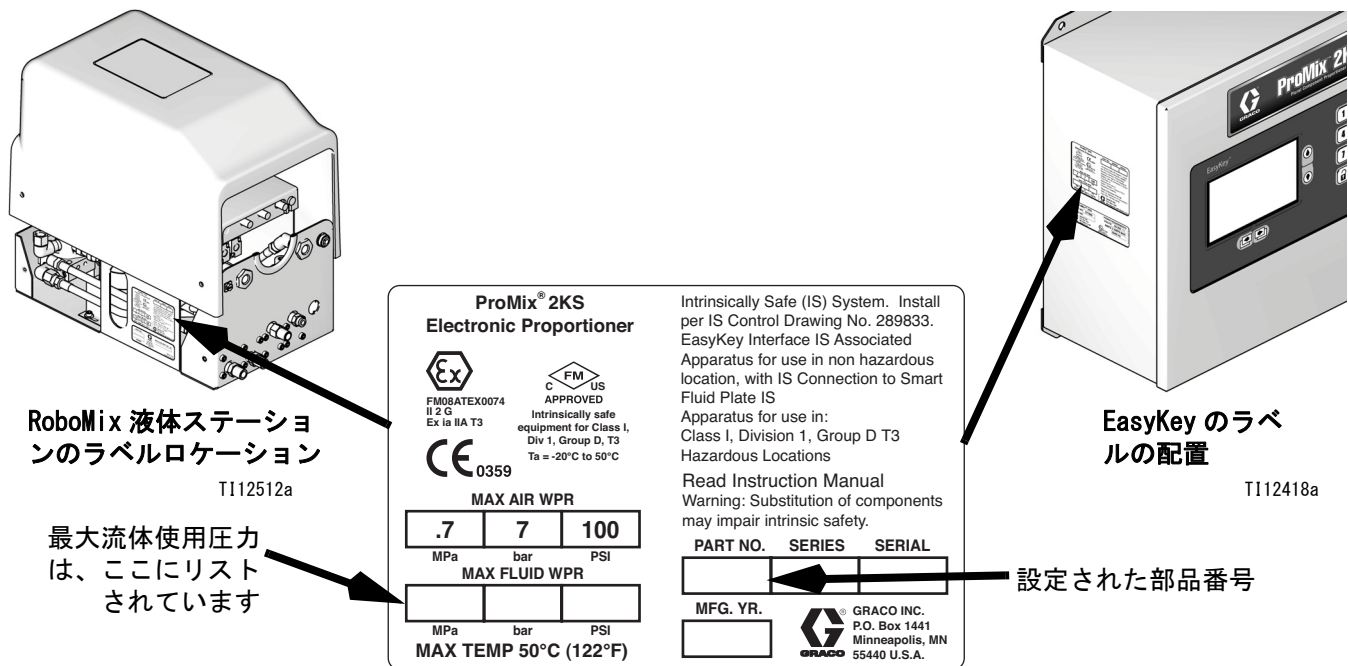 RoboMix 液体ステーショ
ンのラベルロケーション
TI12512a
最大流体使用圧力
は、ここにリスト
されています
ProMix® 2KS
Electronic Proportioner
Ex
FM08ATEX0074
II 2 G
Ex ia IIA T3
CE 0359
FM
C US
APPROVED
Intrinsically safe
equipment for Class I,
Div 1, Group D, T3
Ta = -20°C to 50°C
MAX AIR WPR
.7 7 100
MPa bar PSI
MAX FLUID WPR
MPa bar PSI
MAX TEMP 50°C (122°F)
Intrinsically Safe (IS) System. Install
per IS Control Drawing No. 289833.
EasyKey Interface IS Associated
Apparatus for use in non hazardous
location, with IS Connection to Smart
Fluid Plate IS
Apparatus for use in:
Class I, Division 1, Group D T3
Hazardous Locations
Read Instruction Manual
Warning: Substitution of components
may impair intrinsic safety.
PART NO. SERIES SERIAL
MFG. YR.
GRACO
®
GRACO INC.
P.O. Box 1441
Minneapolis, MN
55440 U.S.A.
設定された部品番号
GRACO
ProMix 2K
EasyKey
1
4
7
EasyKey のラベ
ルの配置
TI12418a